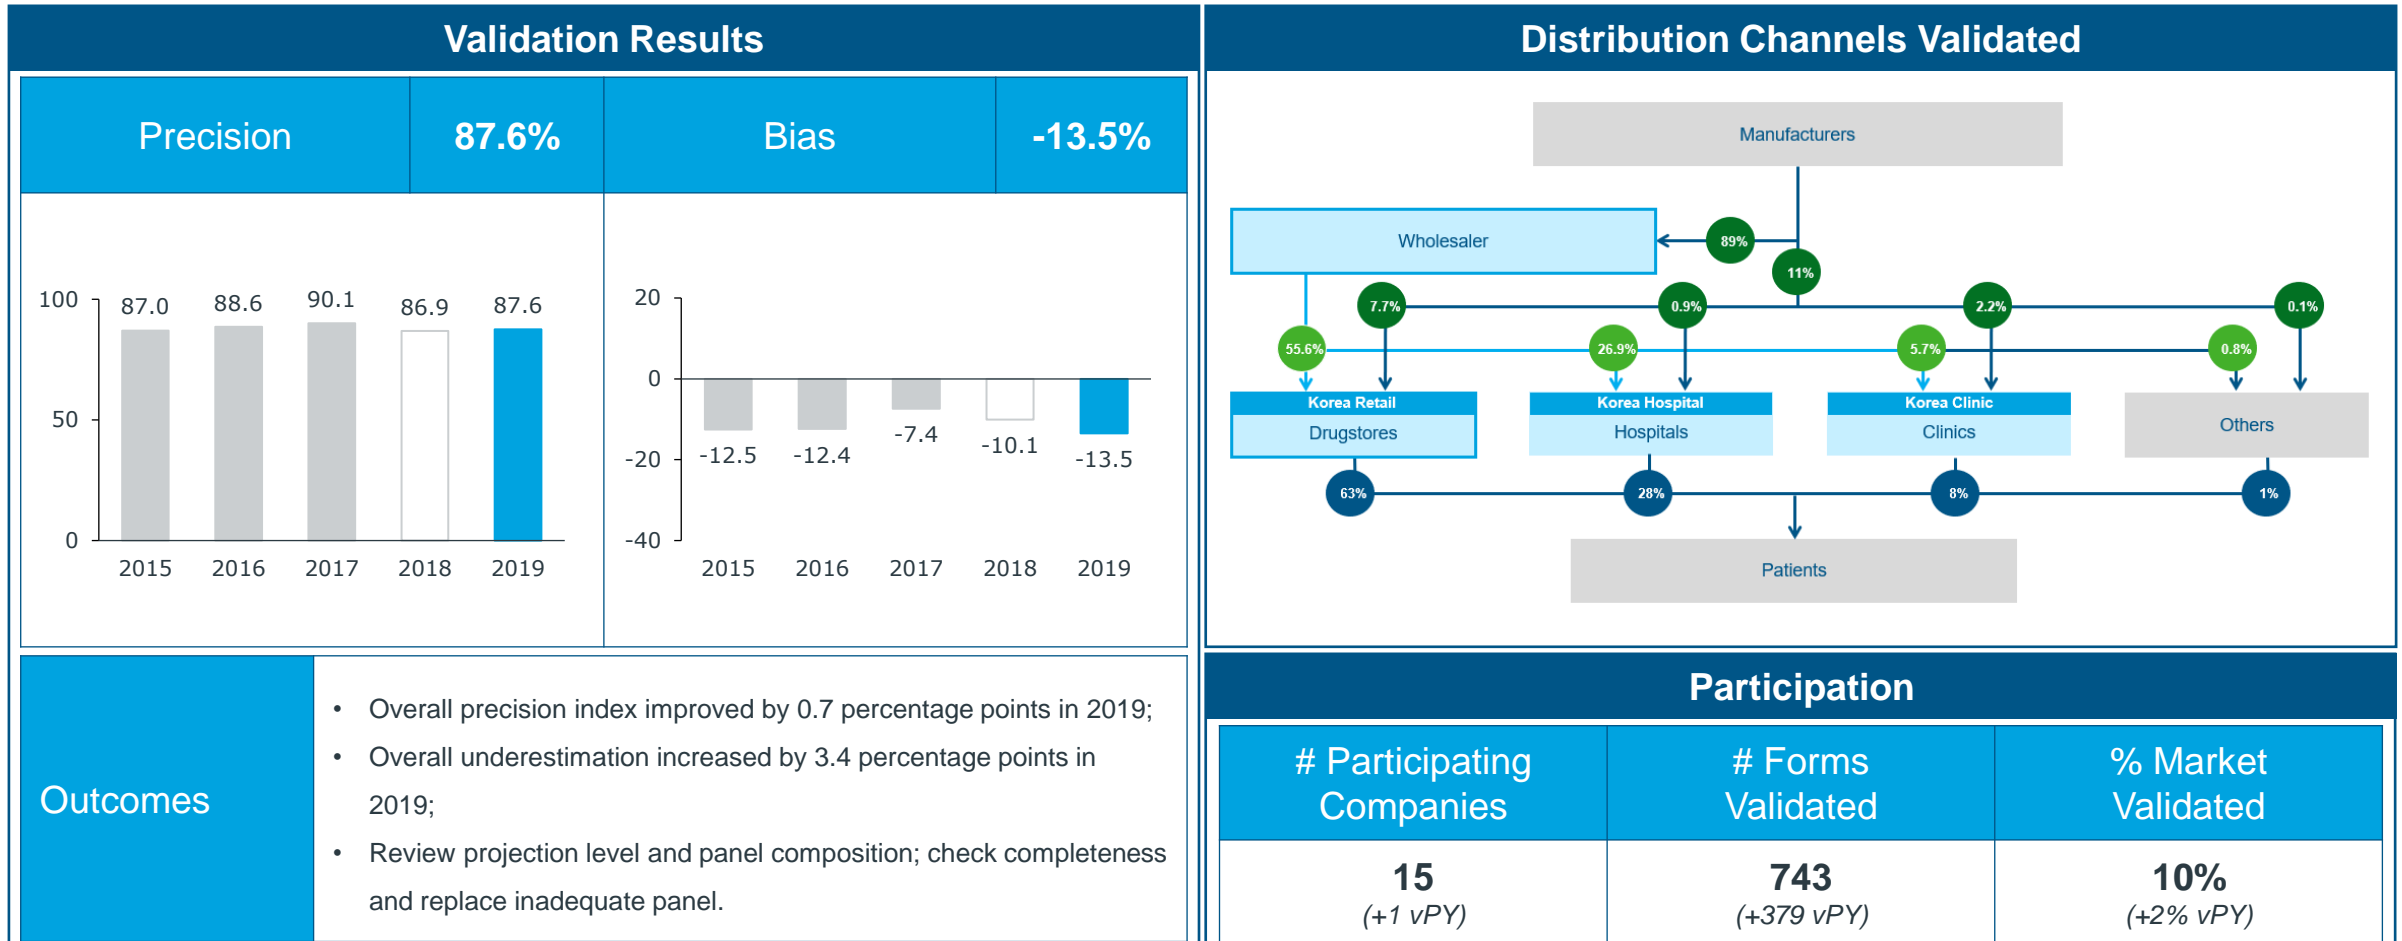 Validation Results
Precision
87.6%
Bias
-13.5%
100
50
0
87.0
88.6
90.1
86.9
87.6
2015
2016
2017
2018
2019
20
0
-20
-40
-12.5
-12.4
-7.4
-10.1
-13.5
2015
2016
2017
2018
2019
Outcomes
• Overall precision index improved by 0.7 percentage points in 2019;
• Overall underestimation increased by 3.4 percentage points in
2019;
• Review projection level and panel composition; check completeness
and replace inadequate panel.
Distribution Channels Validated
Manufacturers
Wholesaler
89%
11%
7.7%
0.9%
2.2%
0.1%
55.6%
26.9%
5.7%
0.8%
Korea Retail
Drugstores
Korea Hospital
Hospitals
Korea Clinic
Clinics
Others
63%
28%
8%
1%
Patients
Participation
# Participating
Companies
# Forms
Validated
% Market
Validated
15
(+1 vPY)
743
(+379 vPY)
10%
(+2% vPY)